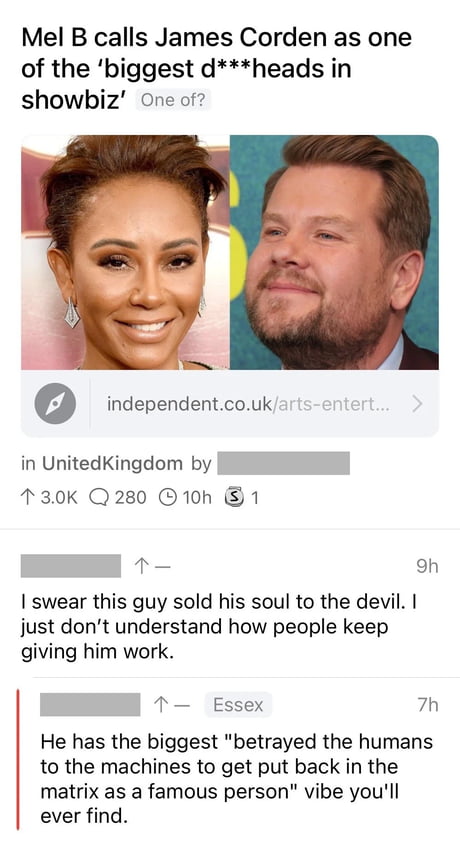 Mel B calls James Corden as one
of the ‘biggest d***heads in
showbiz’ One of?
independent.co.uk/arts-entert...
in UnitedKingdom by
3.0K 280 10h S 1
9h
I swear this guy sold his soul to the devil. I
just don’t understand how people keep
giving him work.
Essex 7h
He has the biggest "betrayed the humans
to the machines to get put back in the
matrix as a famous person" vibe you'll
ever find.